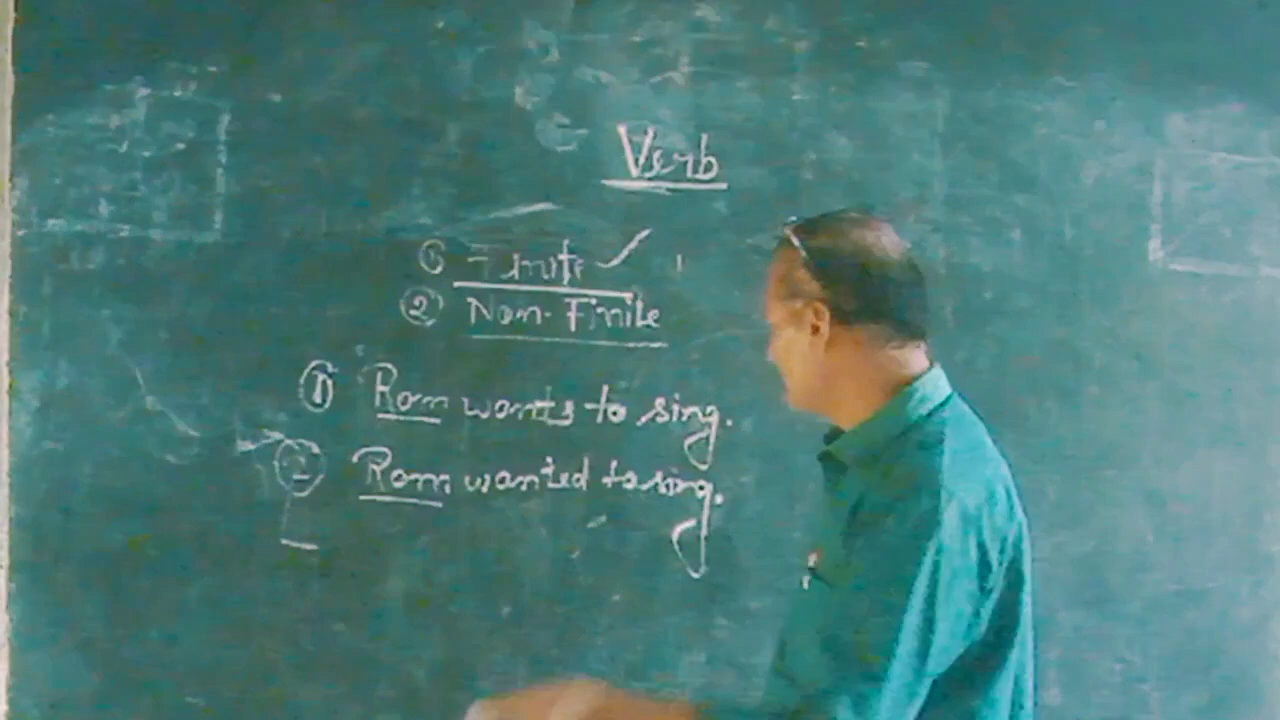 Verb
① Finite ✓
② Non-Finite
① Ram wants to sing.
② Ram wanted to sing.